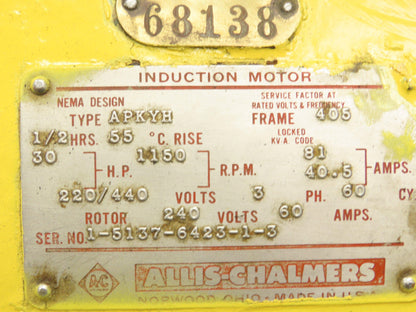 68138
INDUCTION MOTOR
NEMA DESIGN SERVICE FACTOR AT RATED VOLTS & FREQUENCY
TYPE APKYH FRAME 405
1/2 HRS. 55 °C. RISE LOCKED KV A. CODE
30 H.P. 1150 R.P.M. 81 40.5 AMPS.
220/440 VOLTS 3 PH. 60 CY
ROTOR 240 VOLTS 60 AMPS.
SER. NO. 1-5137-6423-1-3
ALLIS-CHALMERS
NORWOOD OHIO - MADE IN U.S.A.